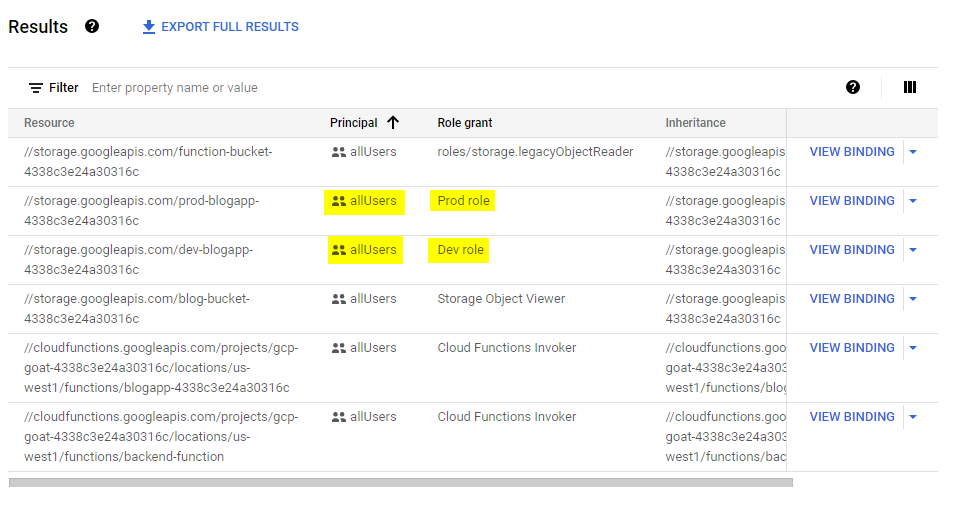 Results
EXPORT FULL RESULTS
Filter Enter property name or value
Resource Principal Role grant Inheritance
//storage.googleapis.com/function-bucket- allUsers roles/storage.legacyObjectReader //storage.googleapis VIEW BINDING
4338c3e24a30316c 4338c3e24a30316c
//storage.googleapis.com/prod-blogapp- allUsers Prod role //storage.googleapis VIEW BINDING
4338c3e24a30316c 4338c3e24a30316c
//storage.googleapis.com/dev-blogapp- allUsers Dev role //storage.googleapis VIEW BINDING
4338c3e24a30316c 4338c3e24a30316c
//storage.googleapis.com/blog-bucket- allUsers Storage Object Viewer //storage.googleapis VIEW BINDING
4338c3e24a30316c 4338c3e24a30316c
//cloudfunctions.googleapis.com/projects/gcp- allUsers Cloud Functions Invoker //cloudfunctions.goo VIEW BINDING
goat-4338c3e24a30316c/locations/us- goat-4338c3e24a303
west1/functions/blogapp-4338c3e24a30316c west1/functions/blog
//cloudfunctions.googleapis.com/projects/gcp- allUsers Cloud Functions Invoker //cloudfunctions.goo VIEW BINDING
goat-4338c3e24a30316c/locations/us- goat-4338c3e24a303
west1/functions/backend-function west1/functions/bac